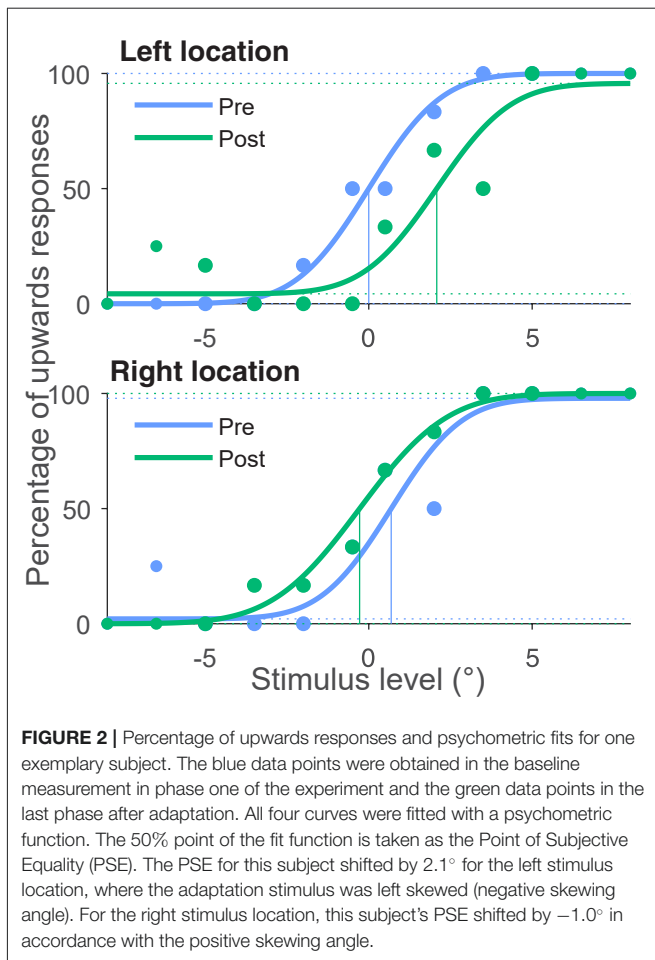 Left location
100
50
0
Pre
Post
-5
0
5
Percentage of upwards responses
Right location
100
50
0
Pre
Post
-5
0
5
Stimulus level (°)
FIGURE 2 | Percentage of upwards responses and psychometric fits for one
exemplary subject. The blue data points were obtained in the baseline
measurement in phase one of the experiment and the green data points in the
last phase after adaptation. All four curves were fitted with a psychometric
function. The 50% point of the fit function is taken as the Point of Subjective
Equality (PSE). The PSE for this subject shifted by 2.1° for the left stimulus
location, where the adaptation stimulus was left skewed (negative skewing
angle). For the right stimulus location, this subject's PSE shifted by −1.0° in
accordance with the positive skewing angle.